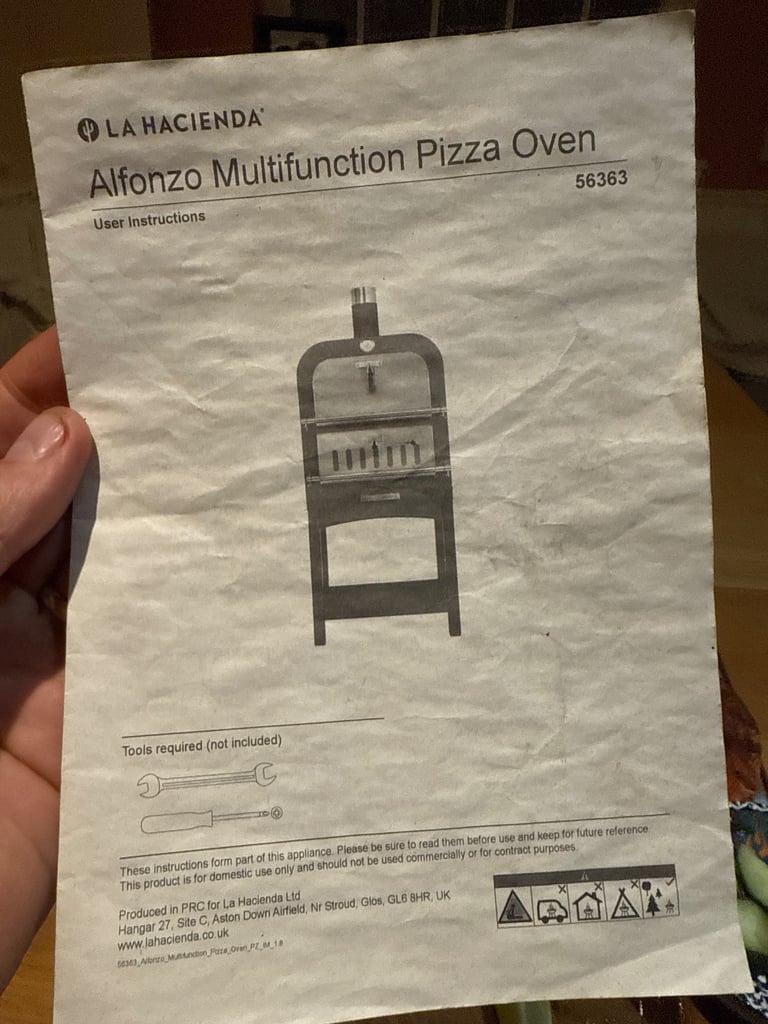 LA HACIENDA®
Alfonzo Multifunction Pizza Oven
56363
User Instructions
Tools required (not included)
These instructions form part of this appliance. Please be sure to read them before use and keep for future reference.
This product is for domestic use only and should not be used commercially or for contract purposes.
Produced in PRC for La Hacienda Ltd
Hangar 27, Site C, Aston Down Airfield, Nr Stroud, Glos, GL6 8HR, UK
www.lahacienda.co.uk
56363_Alfonzo_Multifunction_Pizza_Oven_PZ_IM_1.8